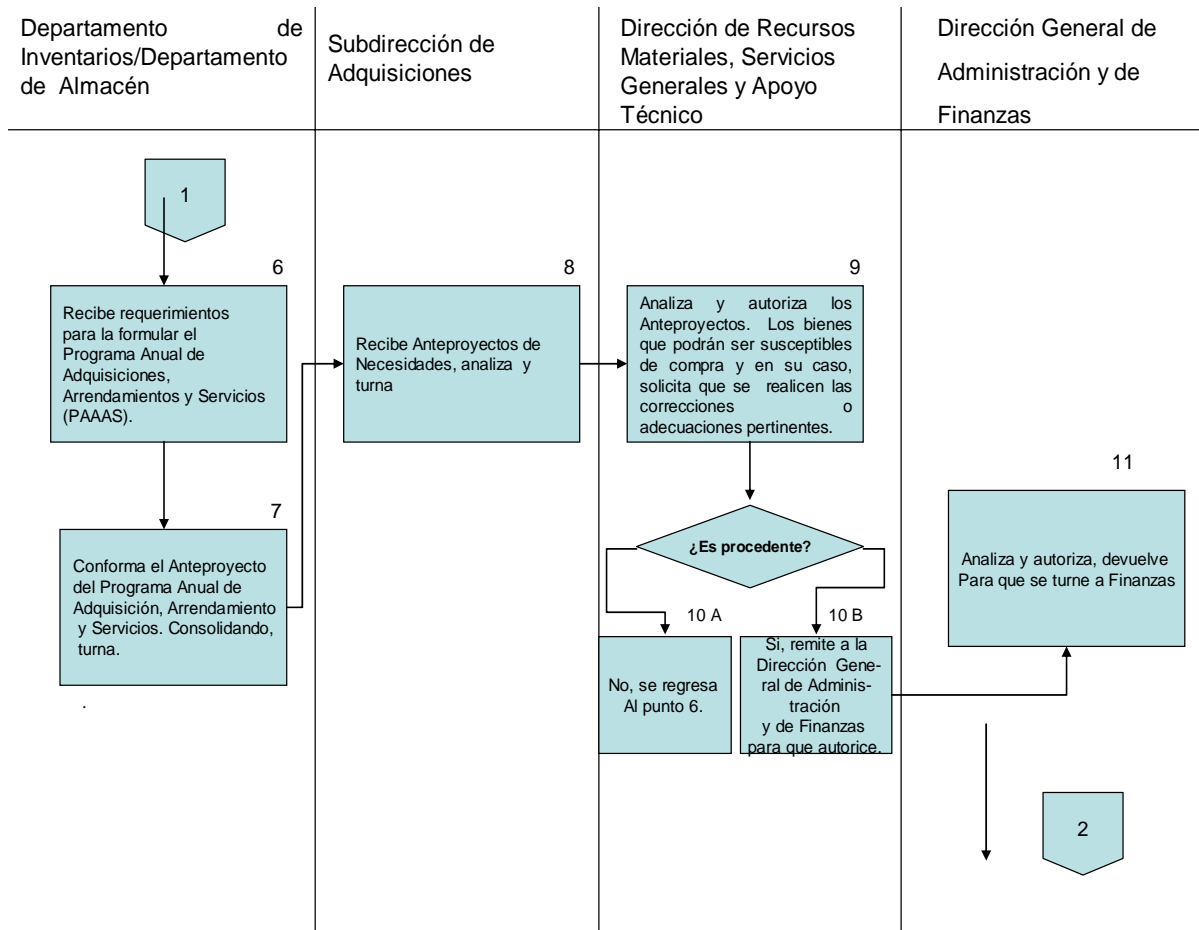 Departamento de
Inventarios/Departamento
de Almacén
Subdirección de
Adquisiciones
Dirección de Recursos
Materiales, Servicios
Generales y Apoyo
Técnico
Dirección General de
Administración y de
Finanzas
1
6
Recibe requerimientos
para la formular el
Programa Anual de
Adquisiciones,
Arrendamientos y Servicios
(PAAAS).
7
Conforma el Anteproyecto
del Programa Anual de
Adquisición, Arrendamiento
y Servicios. Consolidando,
turna.
.
8
Recibe Anteproyectos de
Necesidades, analiza y
turna
9
Analiza y autoriza los
Anteproyectos. Los bienes
que podrán ser susceptibles
de compra y en su caso,
solicita que se realicen las
correcciones o
adecuaciones pertinentes.
¿Es procedente?
10 A
No, se regresa
Al punto 6.
10 B
Si, remite a la
Dirección Gene-
ral de Adminis-
tración
y de Finanzas
para que autorice.
11
Analiza y autoriza, devuelve
Para que se turne a Finanzas
2